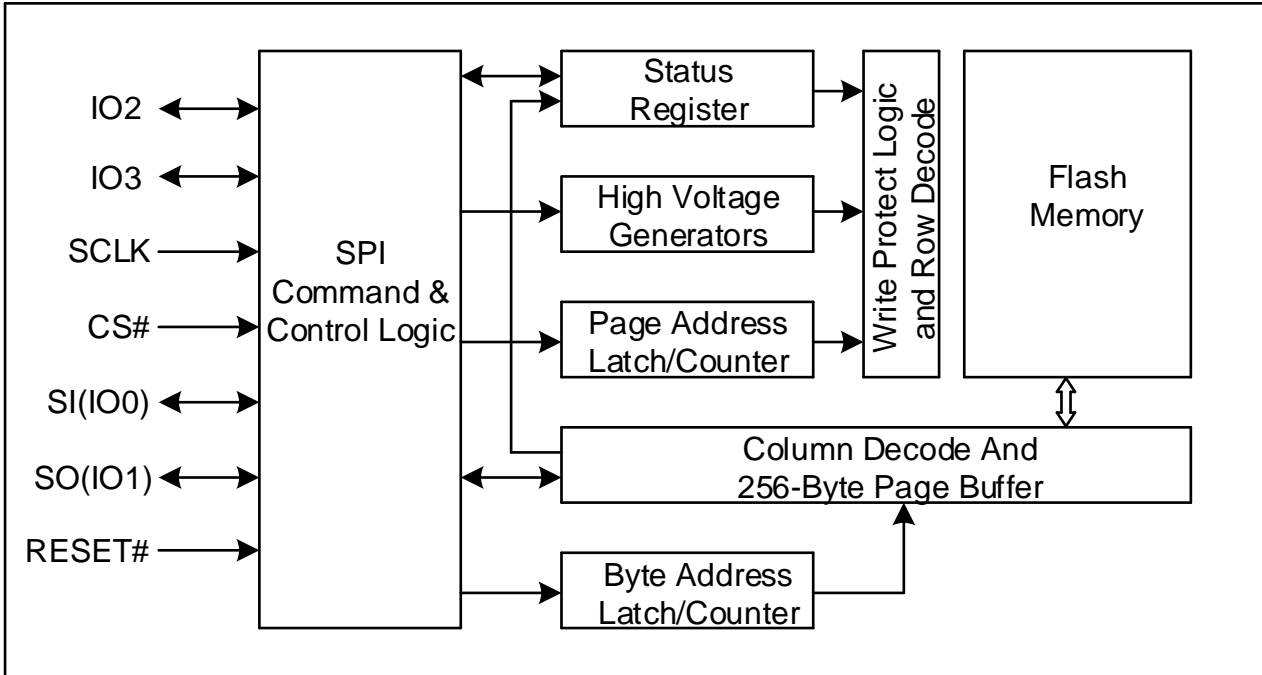 IO2
IO3
SCLK
CS#
SI(IO0)
SO(IO1)
RESET#
SPI
Command &
Control Logic
Status
Register
High Voltage
Generators
Page Address
Latch/Counter
Write Protect Logic
and Row Decode
Flash
Memory
Column Decode And
256-Byte Page Buffer
Byte Address
Latch/Counter